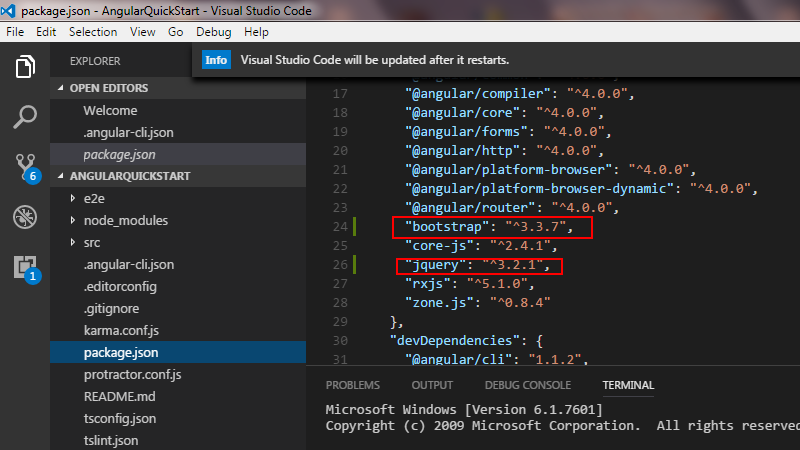 package.json - AngularQuickStart - Visual Studio Code
File Edit Selection View Go Debug Help
EXPLORER
Info Visual Studio Code will be updated after it restarts.
OPEN EDITORS
Welcome
.angular-cli.json
package.json
6
ANGULARQUICKSTART
e2e
node_modules
src
1
.angular-cli.json
.editorconfig
.gitignore
karma.conf.js
package.json
protractor.conf.js
README.md
tsconfig.json
tslint.json
17 "@angular/compiler": "^4.0.0",
18 "@angular/core": "^4.0.0",
19 "@angular/forms": "^4.0.0",
20 "@angular/http": "^4.0.0",
21 "@angular/platform-browser": "^4.0.0",
22 "@angular/platform-browser-dynamic": "^4.0.0",
23 "@angular/router": "^4.0.0",
24 "bootstrap": "^3.3.7",
25 "core-js": "^2.4.1",
26 "jquery": "^3.2.1",
27 "rxjs": "^5.1.0",
28 "zone.js": "^0.8.4"
29 },
30 "devDependencies": {
31 "@angular/cli": "1.1.2",
PROBLEMS OUTPUT DEBUG CONSOLE TERMINAL
Microsoft Windows [Version 6.1.7601]
Copyright (c) 2009 Microsoft Corporation. All rights reserved